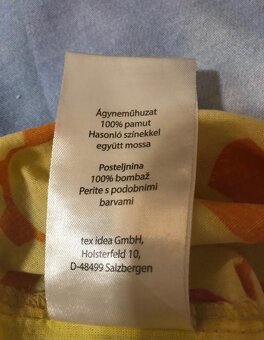 Ágyneműhuzat
100% pamut
Hasonló színekkel
együtt mossa
Posteljnina
100% bombaž
Perite s podobnimi
barvami
tex idea GmbH,
Holsterfeld 10,
D-48499 Salzbergen